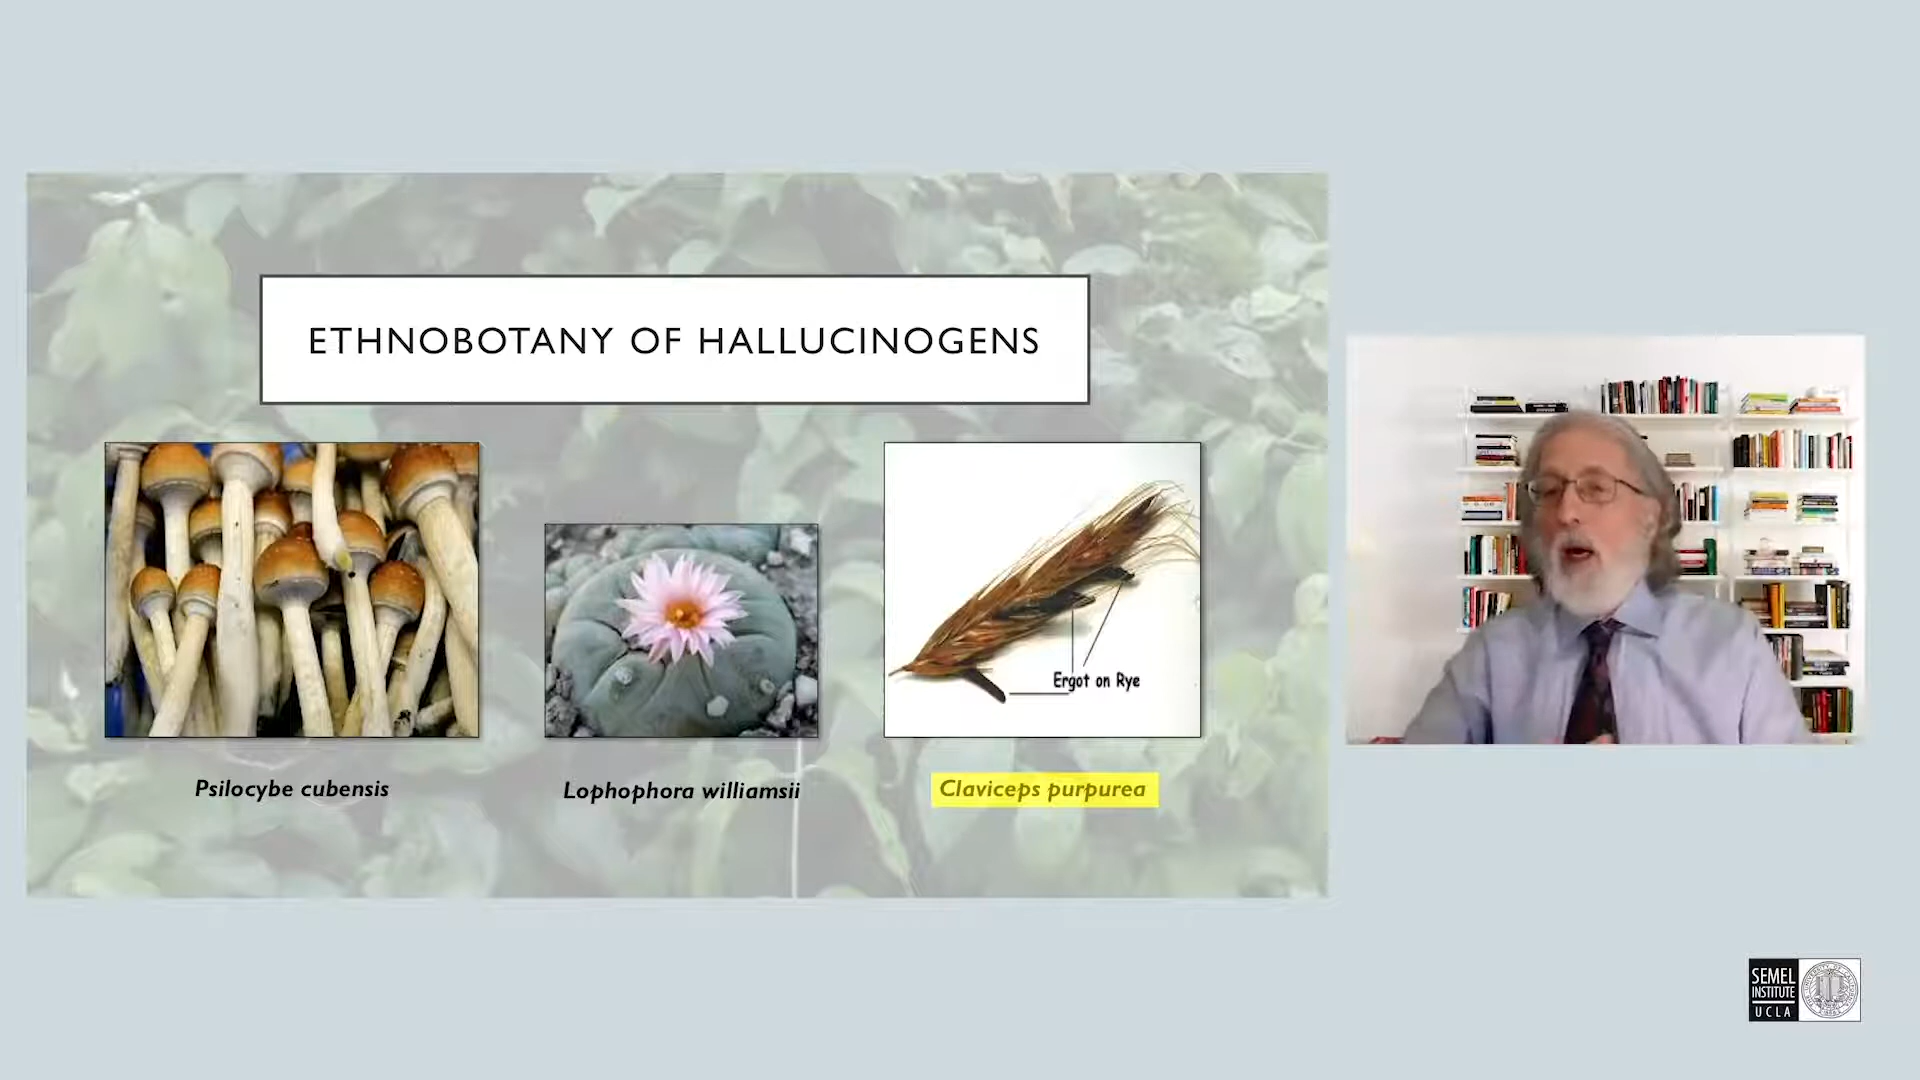 ETHNOBOTANY OF HALLUCINOGENS
Ergot on Rye
Psilocybe cubensis
Lophophora williamsii
Claviceps purpurea
SEMEL
INSTITUTE
UCLA